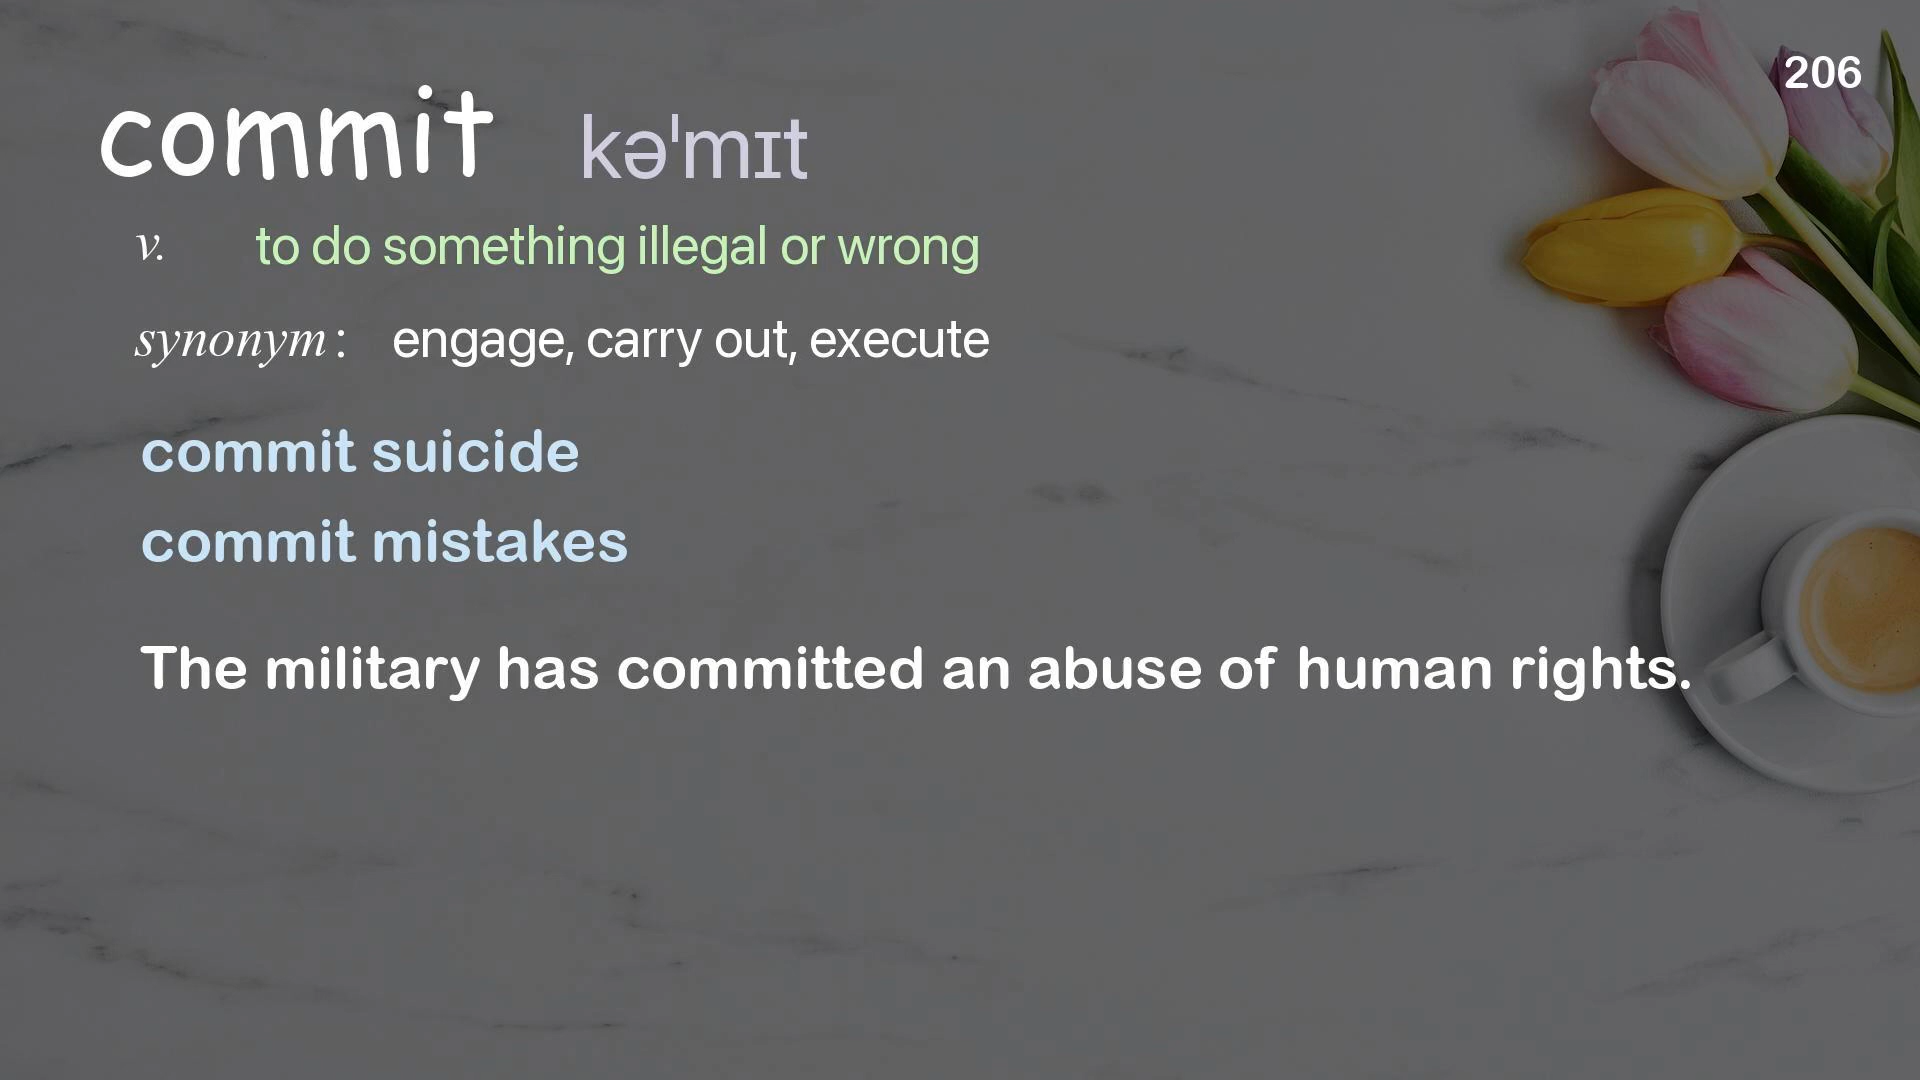 206
commit kəˈmɪt
v. to do something illegal or wrong
synonym : engage, carry out, execute
commit suicide
commit mistakes
The military has committed an abuse of human rights.